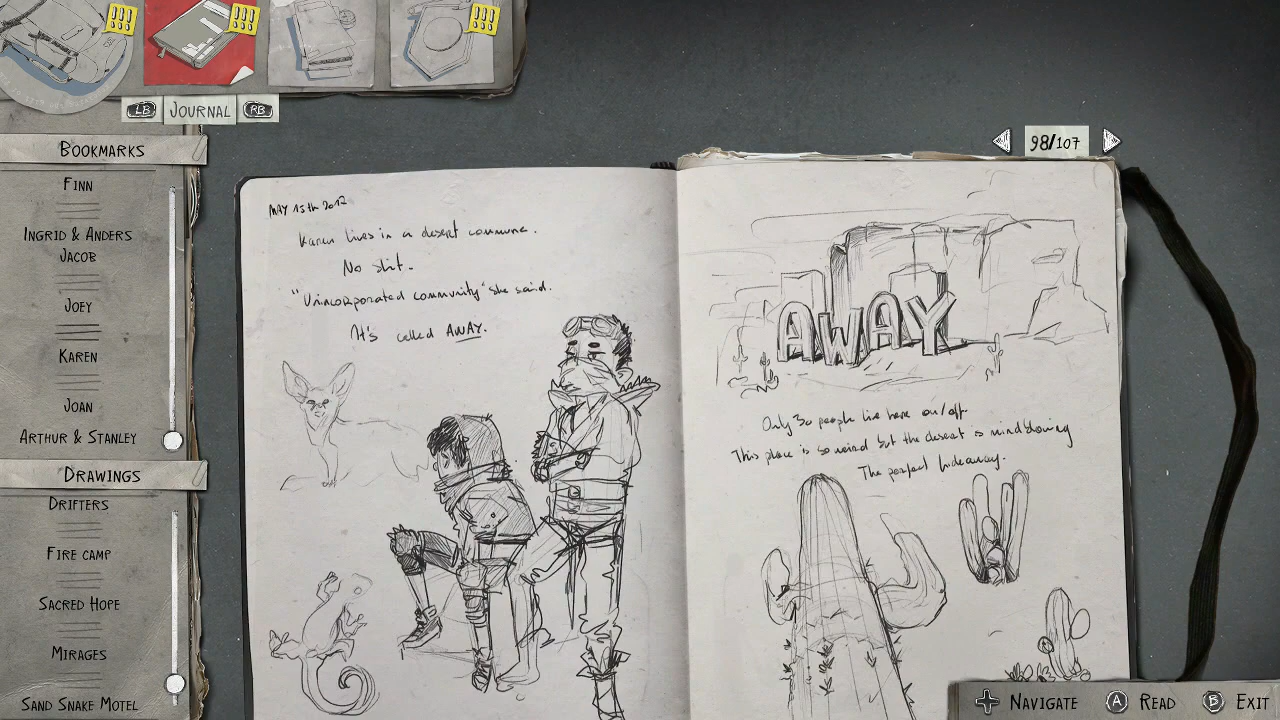 LB JOURNAL RB
BOOKMARKS
FINN
INGRID & ANDERS
JACOB
JOEY
KAREN
JOAN
ARTHUR & STANLEY
DRAWINGS
DRIFTERS
FIRE CAMP
SACRED HOPE
MIRAGES
SAND SNAKE MOTEL
98/107
MAY 15th 2017
Karen lives in a desert commune.
No shit.
"Unincorporated community" she said.
It's called AWAY.
AWAY
Only 30 people live here on/off.
This place is so weird but the desert is mindblowing
The perfect hideaway.
NAVIGATE A READ B EXIT